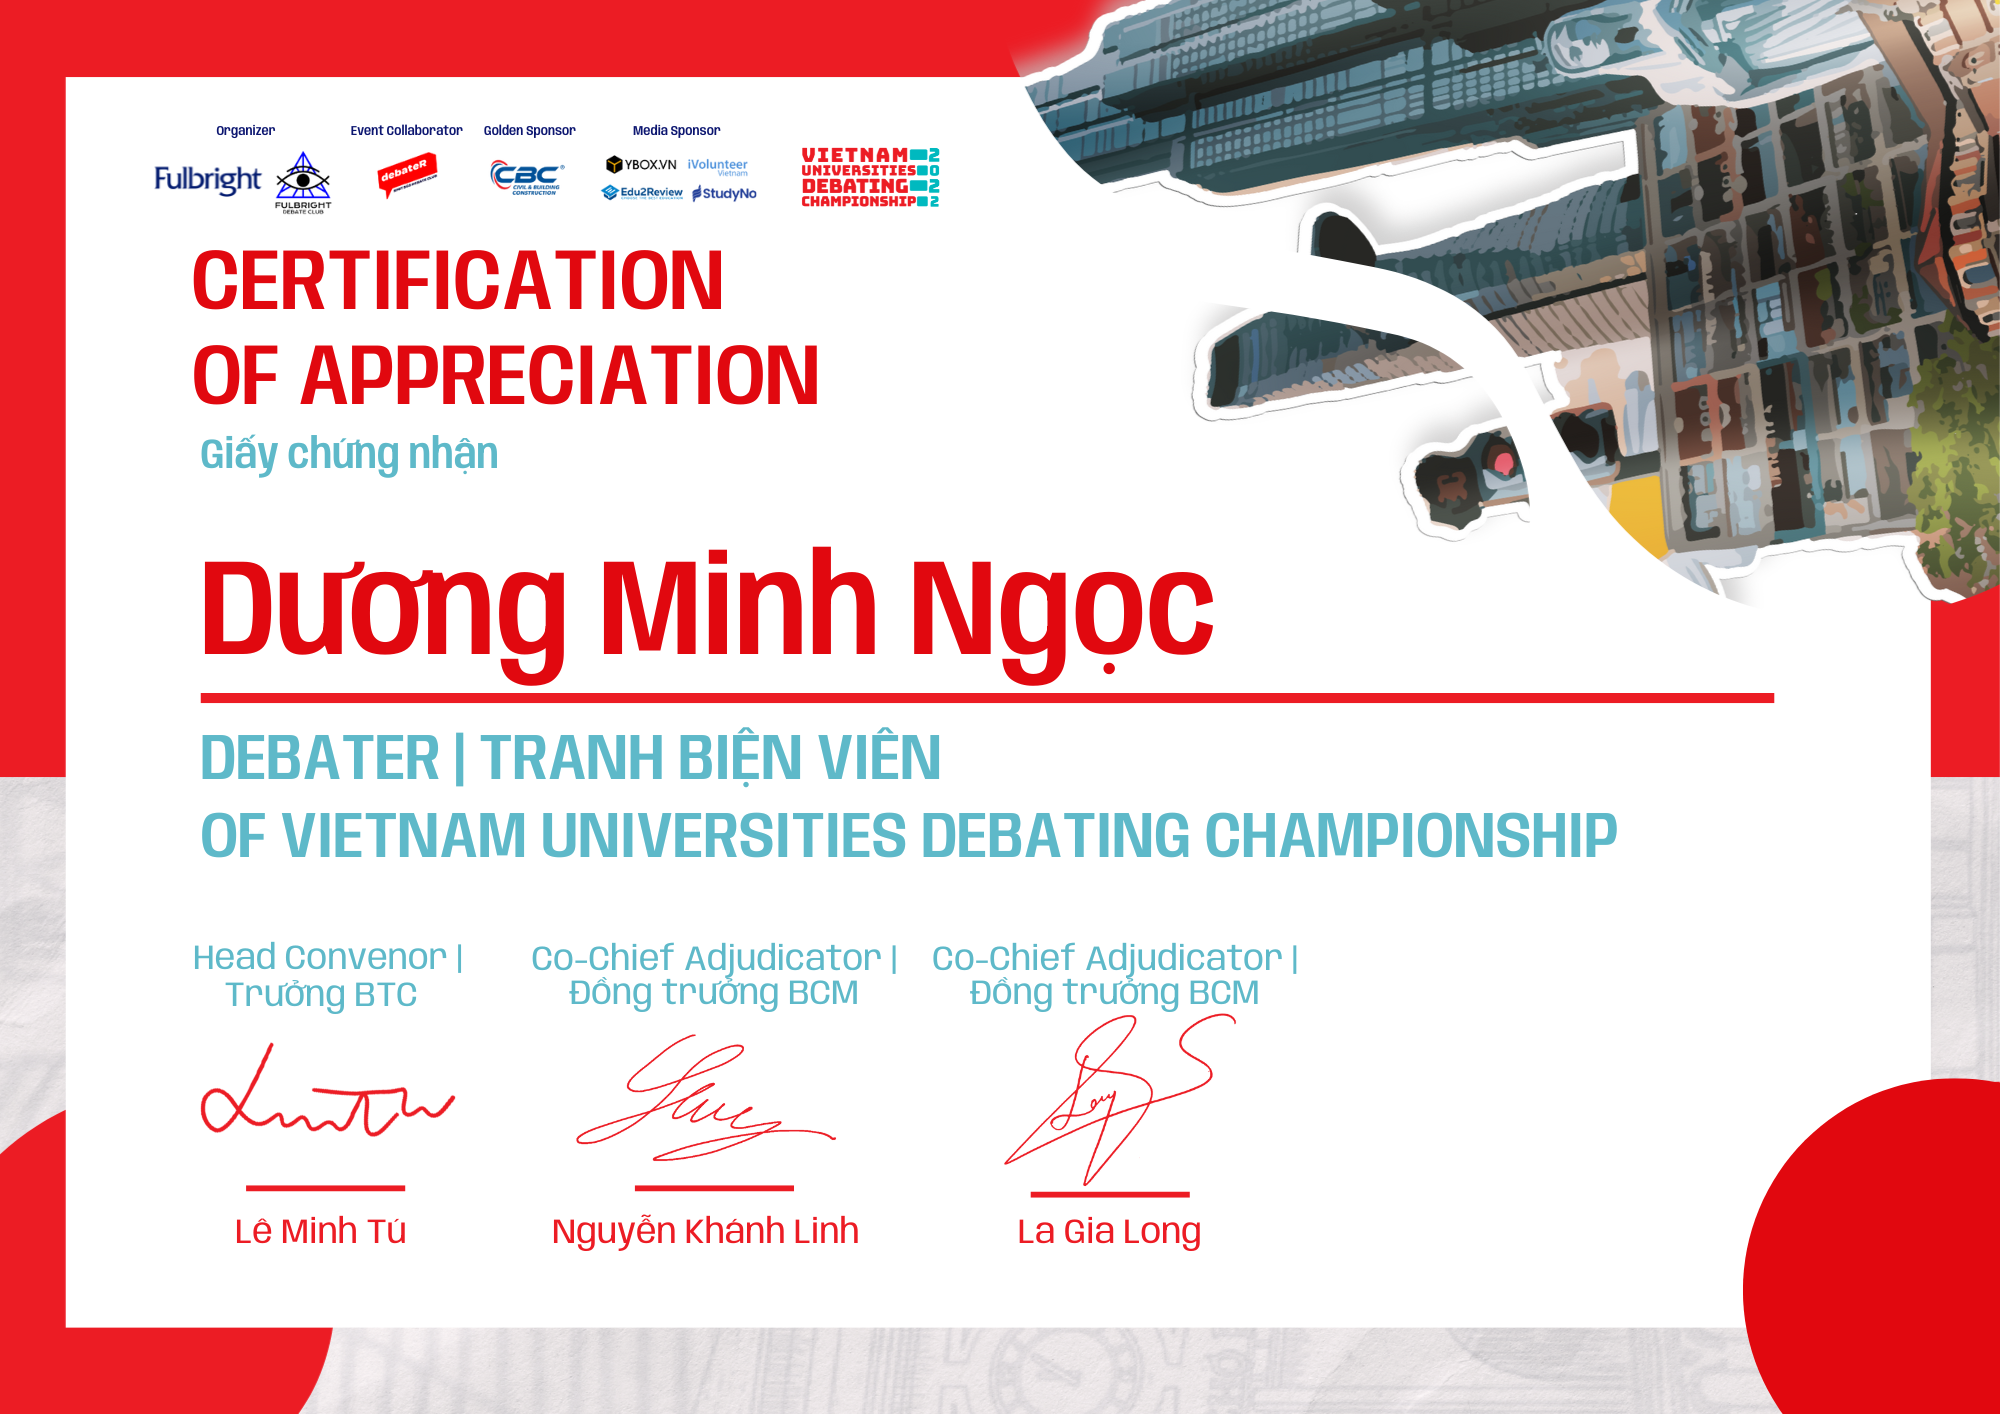 Organizer
Event Collaborator
Golden Sponsor
Media Sponsor
Fulbright
FULBRIGHT
DEBATE CLUB
debateR
CBC
CIVIL & BUILDING
CONSTRUCTION
YBOX.VN
iVolunteer
Vietnam
Edu2Review
StudyNo
VIETNAM 2
UNIVERSITIES 0
DEBATING 2
CHAMPIONSHIP 2
CERTIFICATION
OF APPRECIATION
Giấy chứng nhận
Dương Minh Ngọc
DEBATER | TRANH BIỆN VIÊN
OF VIETNAM UNIVERSITIES DEBATING CHAMPIONSHIP
Head Convenor |
Trưởng BTC
Co-Chief Adjudicator |
Đồng trưởng BCM
Co-Chief Adjudicator |
Đồng trưởng BCM
Lê Minh Tú
Nguyễn Khánh Linh
La Gia Long